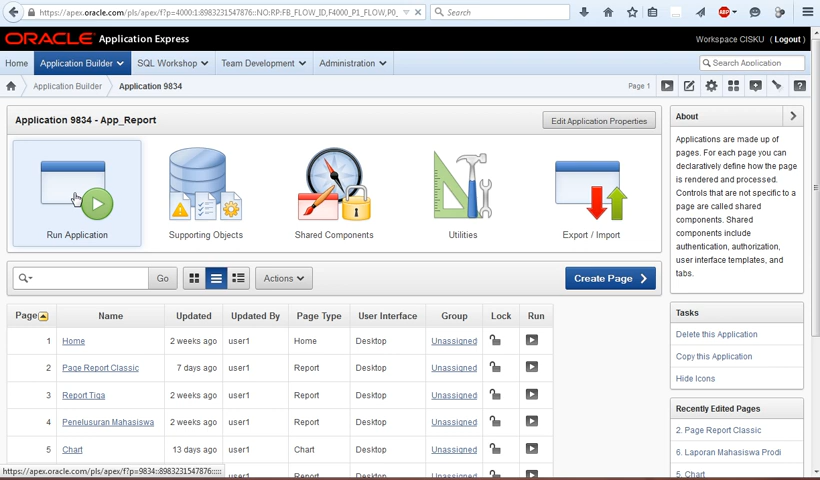 https://apex.oracle.com/pls/apex/f?p=4000:1:8983231547876::NO:RP:FB_FLOW_ID,F4000_P1_FLOW,P0_
Search
ABP
ORACLE Application Express
Workspace CISKU ( Logout )
Home
Application Builder
SQL Workshop
Team Development
Administration
Search Application
Application Builder
Application 9834
Page 1
Application 9834 - App_Report
Edit Application Properties
Run Application
Supporting Objects
Shared Components
Utilities
Export / Import
Go
Actions
Create Page
Page Name Updated Updated By Page Type User Interface Group Lock Run
1 Home 2 weeks ago user1 Home Desktop Unassigned
2 Page Report Classic 7 days ago user1 Report Desktop Unassigned
3 Report Tiga 2 weeks ago user1 Report Desktop Unassigned
4 Penelusuran Mahasiswa 2 weeks ago user1 Report Desktop Unassigned
5 Chart 13 days ago user1 Chart Desktop Unassigned
About
Applications are made up of
pages. For each page you can
declaratively define how the page
is rendered and processed.
Controls that are not specific to
a page are called shared
components. Shared
components include
authentication, authorization,
user interface templates, and
tabs.
Tasks
Delete this Application
Copy this Application
Hide Icons
Recently Edited Pages
2. Page Report Classic
6. Laporan Mahasiswa Prodi
5. Chart
https://apex.oracle.com/pls/apex/f?p=9834::8983231547876:::::